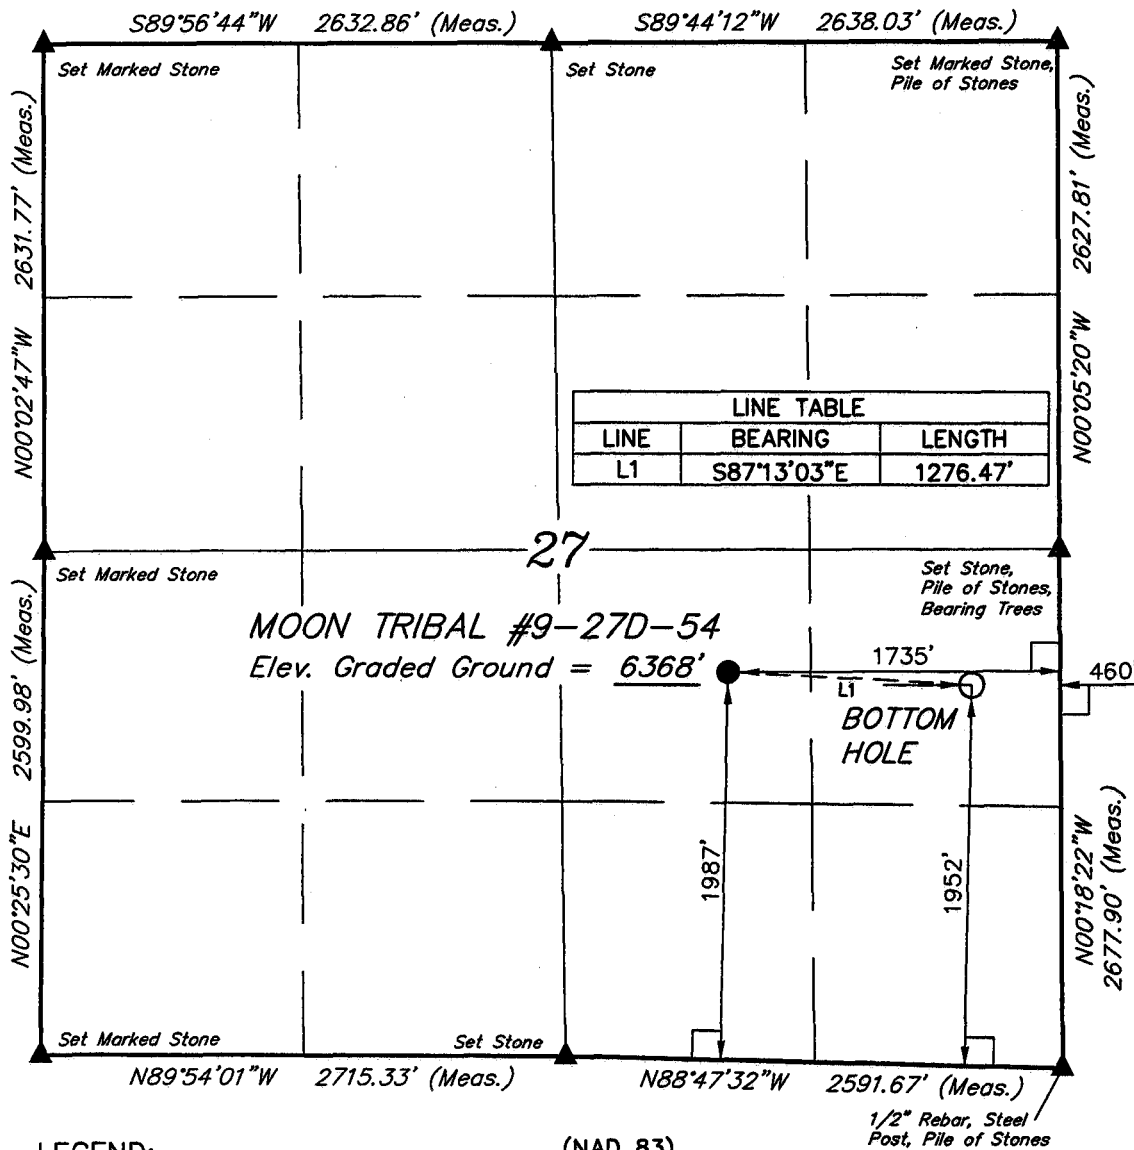 S89°56'44"W 2632.86' (Meas.)
S89°44'12"W 2638.03' (Meas.)
Set Marked Stone
Set Stone
Set Marked Stone,
Pile of Stones
N00°02'47"W 2631.77' (Meas.)
N00°05'20"W 2627.81' (Meas.)
LINE TABLE
LINE BEARING LENGTH
L1 S87°13'03"E 1276.47'
27
Set Marked Stone
Set Stone,
Pile of Stones,
Bearing Trees
MOON TRIBAL #9-27D-54
Elev. Graded Ground = 6368'
1735'
460
L1
BOTTOM
HOLE
N00°25'30"E 2599.98' (Meas.)
1987'
1952'
N00°18'22"W
2677.90' (Meas.)
Set Marked Stone
Set Stone
N89°54'01"W 2715.33' (Meas.)
N88°47'32"W 2591.67' (Meas.)
1/2" Rebar, Steel
Post, Pile of Stones
LEGEND:
(NAD 83)